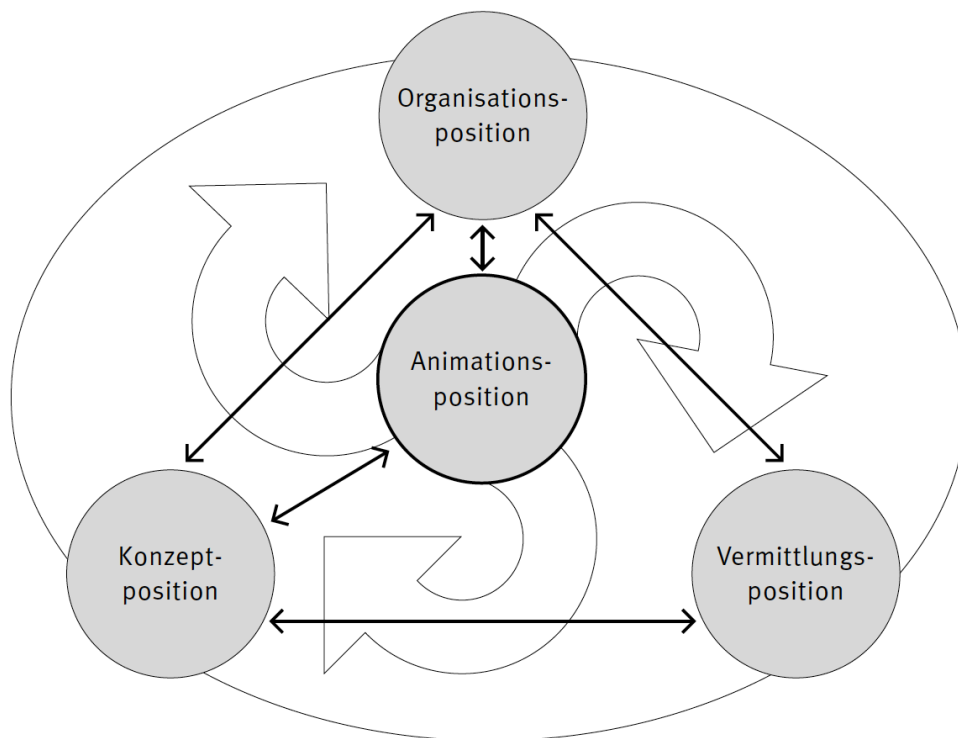 Organisations-
position
Animations-
position
Konzept-
position
Vermittlungs-
position